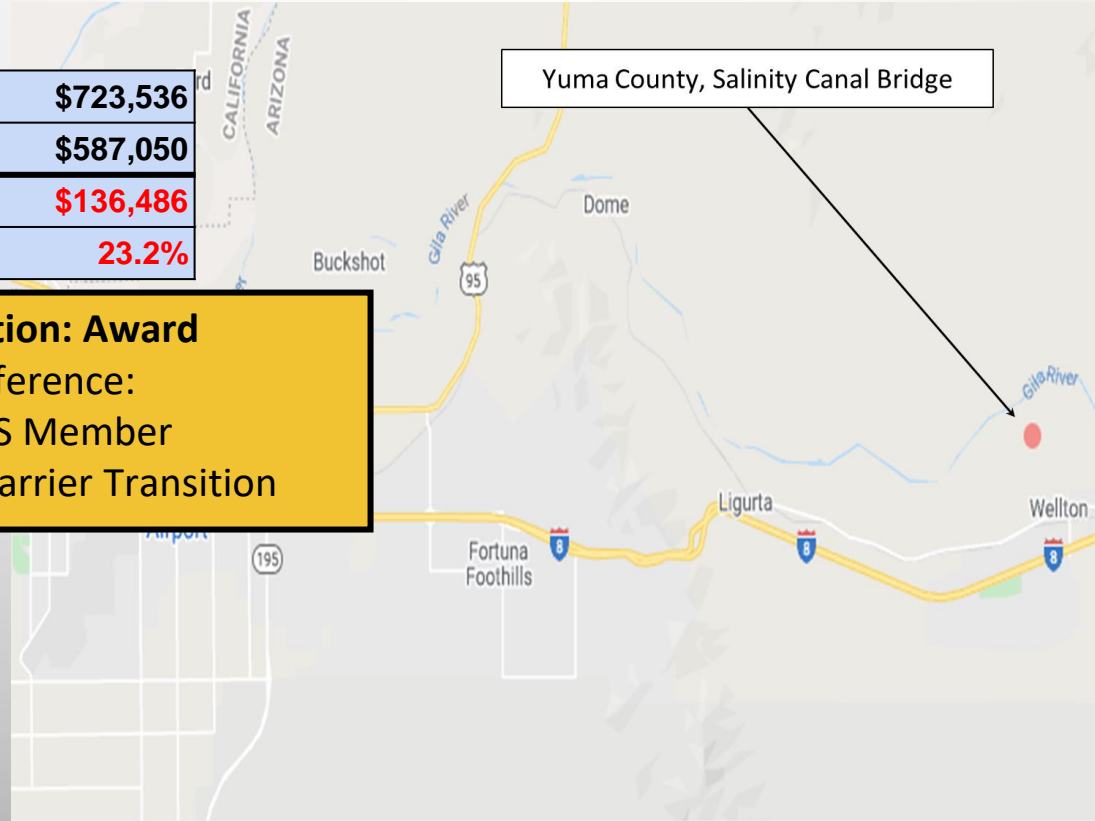 $723,536
$587,050
$136,486
23.2%
tion: Award
ference:
S Member
arrier Transition
Yuma County, Salinity Canal Bridge
CALIFORNIA
ARIZONA
rd
Gila River
Dome
Buckshot
95
Gila River
Ligurta
Wellton
8
8
8
Fortuna
Foothills
Airport
195